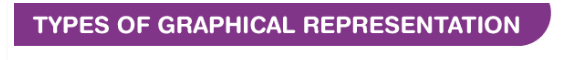 TYPES OF GRAPHICAL REPRESENTATION